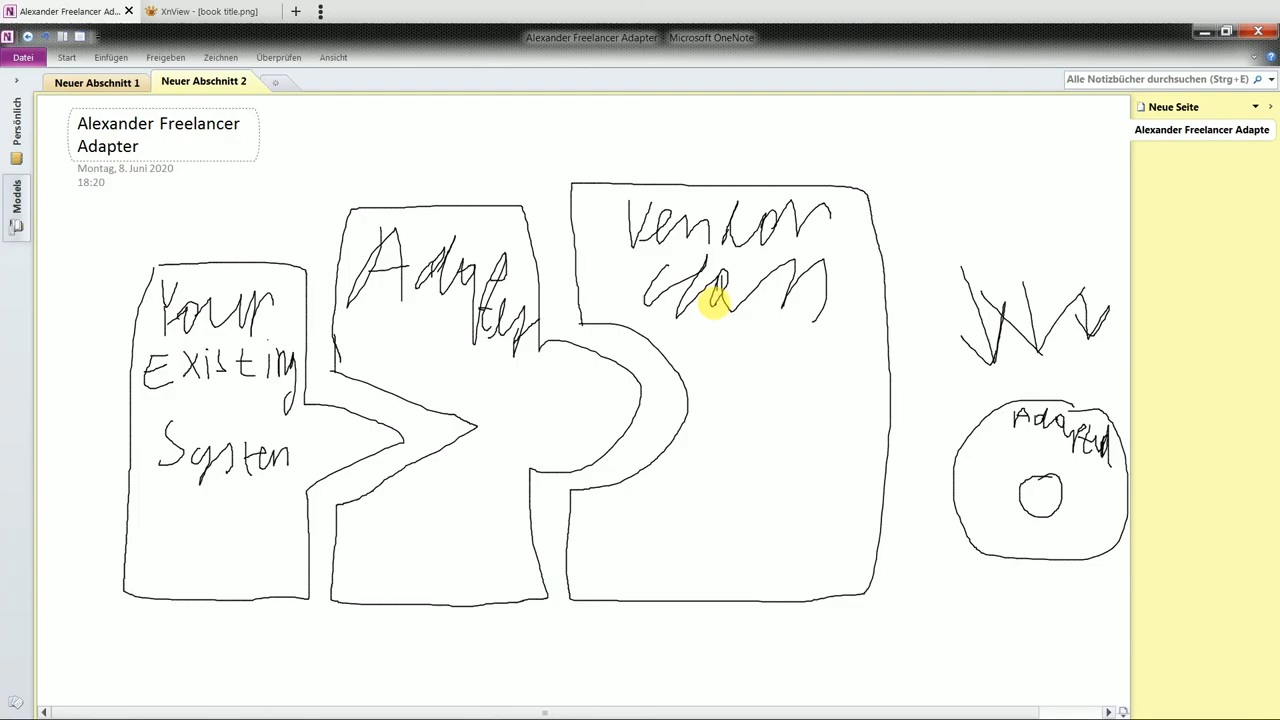 Alexander Freelancer Ada...
XnView - [book title.png]
Alexander Freelancer Adapter - Microsoft OneNote
Datei Start Einfügen Freigeben Zeichnen Überprüfen Ansicht
Neuer Abschnitt 1 Neuer Abschnitt 2
Alle Notizbücher durchsuchen (Strg+E)
Persönlich
Models
Neue Seite
Alexander Freelancer Adapte
Alexander Freelancer
Adapter
Montag, 8. Juni 2020
18:20
Your
Existing
System
Adapter
Vendor
class
Adapter